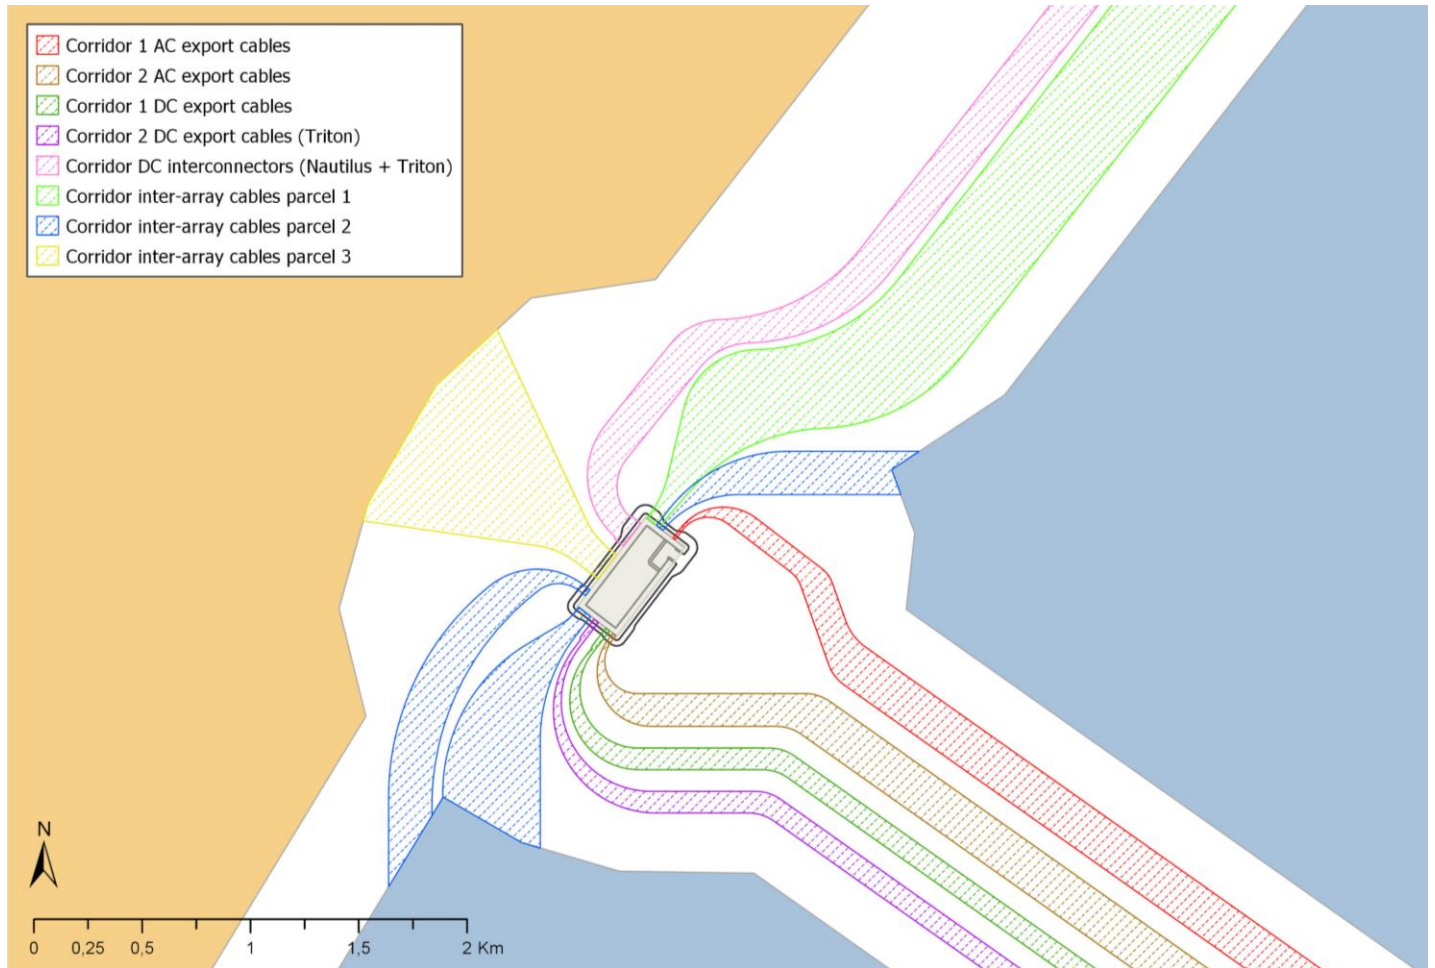 Corridor 1 AC export cables
Corridor 2 AC export cables
Corridor 1 DC export cables
Corridor 2 DC export cables (Triton)
Corridor DC interconnectors (Nautilus + Triton)
Corridor inter-array cables parcel 1
Corridor inter-array cables parcel 2
Corridor inter-array cables parcel 3
N
0 0,25 0,5 1 1,5 2 Km